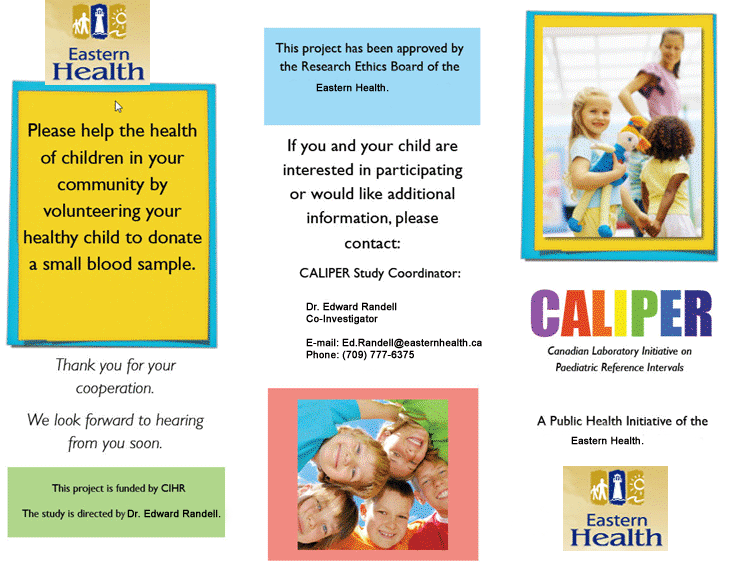 Eastern
Health
Please help the health
of children in your
community by
volunteering your
healthy child to donate
a small blood sample.
Thank you for your
cooperation.
We look forward to hearing
from you soon.
This project is funded by CIHR
The study is directed by Dr. Edward Randell.
This project has been approved by
the Research Ethics Board of the
Eastern Health.
If you and your child are
interested in participating
or would like additional
information, please
contact:
CALIPER Study Coordinator:
Dr. Edward Randell
Co-Investigator
E-mail: Ed.Randell@easternhealth.ca
Phone: (709) 777-6375
CALIPER
Canadian Laboratory Initiative on
Paediatric Reference Intervals
A Public Health Initiative of the
Eastern Health.
Eastern
Health